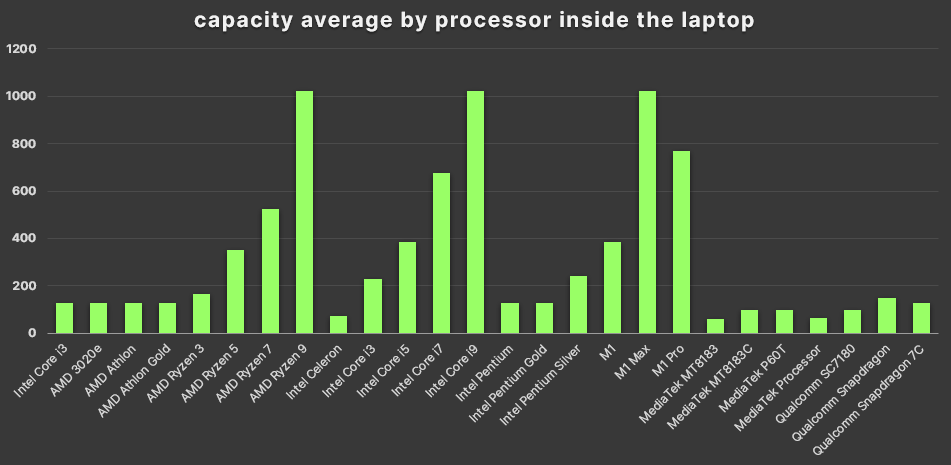 capacity average by processor inside the laptop
1200
1000
800
600
400
200
0
Intel Core i3
AMD 3020e
AMD Athlon
AMD Athlon Gold
AMD Ryzen 3
AMD Ryzen 5
AMD Ryzen 7
AMD Ryzen 9
Intel Celeron
Intel Core i3
Intel Core i5
Intel Core i7
Intel Core i9
Intel Pentium
Intel Pentium Gold
Intel Pentium Silver
M1
M1 Max
M1 Pro
MediaTek MT8183
MediaTek MT8183C
MediaTek P60T
MediaTek Processor
Qualcomm SC7180
Qualcomm Snapdragon
Qualcomm Snapdragon 7C